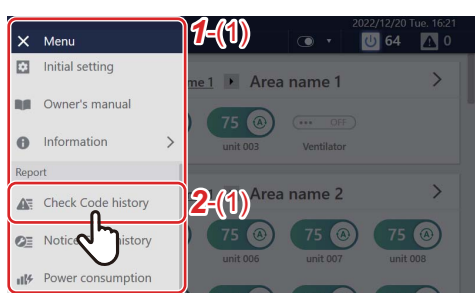 2022/12/20 Tue. 16:21
Menu
1-(1)
64
0
Initial setting
me 1
Area name 1
Owner's manual
75
OFF
Information
unit 003
Ventilator
Report
Check Code history
2-(1)
Area name 2
Notice
history
75
75
75
unit 006
unit 007
unit 008
Power consumption